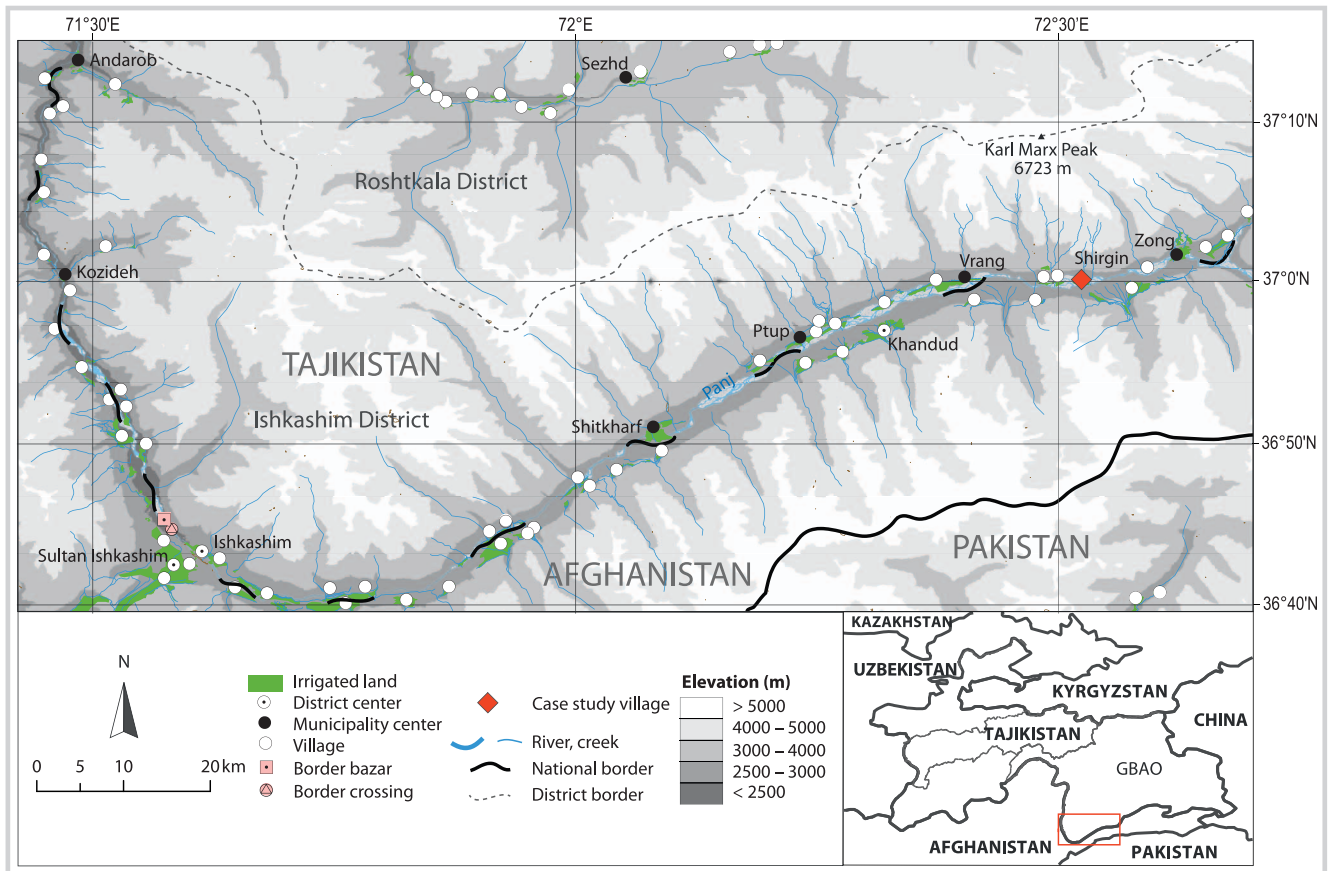 71°30'E
72°E
72°30'E
Andarob
Sezhd
37°10'N
Karl Marx Peak
6723 m
Roshtkala District
Zong
Shirgin
Vrang
Kozideh
37°0'N
Ptup
Khandud
TAJIKISTAN
Panj
Ishkashim District
Shitkharf
36°50'N
Ishkashim
PAKISTAN
Sultan Ishkashim
AFGHANISTAN
36°40'N
N
0 5 10 20 km
Irrigated land
District center
Municipality center
Village
Border bazar
Border crossing
Case study village
River, creek
National border
District border
Elevation (m)
> 5000
4000 – 5000
3000 – 4000
2500 – 3000
< 2500
KAZAKHSTAN
UZBEKISTAN
KYRGYZSTAN
CHINA
TAJIKISTAN
GBAO
AFGHANISTAN
PAKISTAN